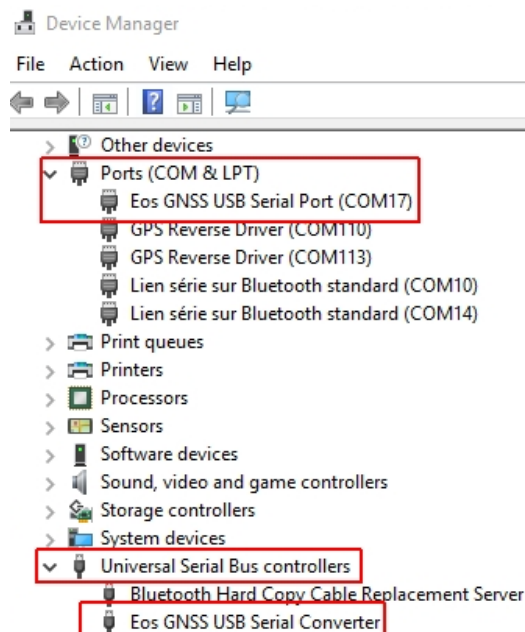 Device Manager
File Action View Help
Other devices
Ports (COM & LPT)
Eos GNSS USB Serial Port (COM17)
GPS Reverse Driver (COM110)
GPS Reverse Driver (COM113)
Lien série sur Bluetooth standard (COM10)
Lien série sur Bluetooth standard (COM14)
Print queues
Printers
Processors
Sensors
Software devices
Sound, video and game controllers
Storage controllers
System devices
Universal Serial Bus controllers
Bluetooth Hard Copy Cable Replacement Server
Eos GNSS USB Serial Converter